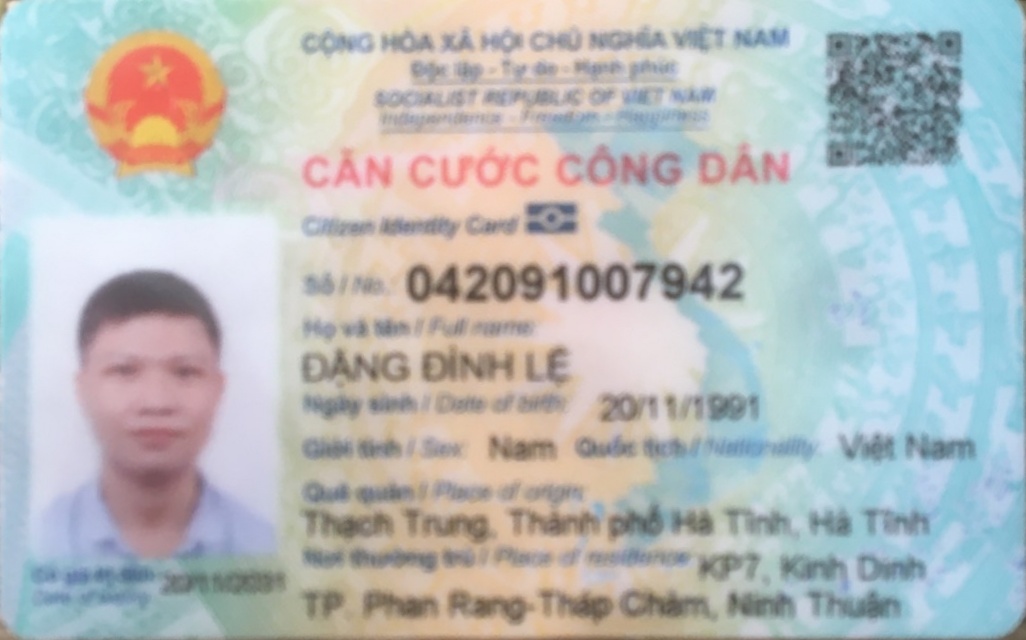 CỘNG HÒA XÃ HỘI CHỦ NGHĨA VIỆT NAM
Độc lập - Tự do - Hạnh phúc
SOCIALIST REPUBLIC OF VIET NAM
Independence - Freedom - Happiness
CĂN CƯỚC CÔNG DÂN
Citizen Identity Card
Số / No.: 042091007942
Họ và tên / Full name:
ĐẶNG ĐÌNH LỆ
Ngày sinh / Date of birth: 20/11/1991
Giới tính / Sex: Nam Quốc tịch / Nationality: Việt Nam
Quê quán / Place of origin:
Thạch Trung, Thành phố Hà Tĩnh, Hà Tĩnh
Nơi thường trú / Place of residence: KP7, Kinh Dinh
TP. Phan Rang-Tháp Chàm, Ninh Thuận
Có giá trị đến: 20/11/2031
Date of expiry